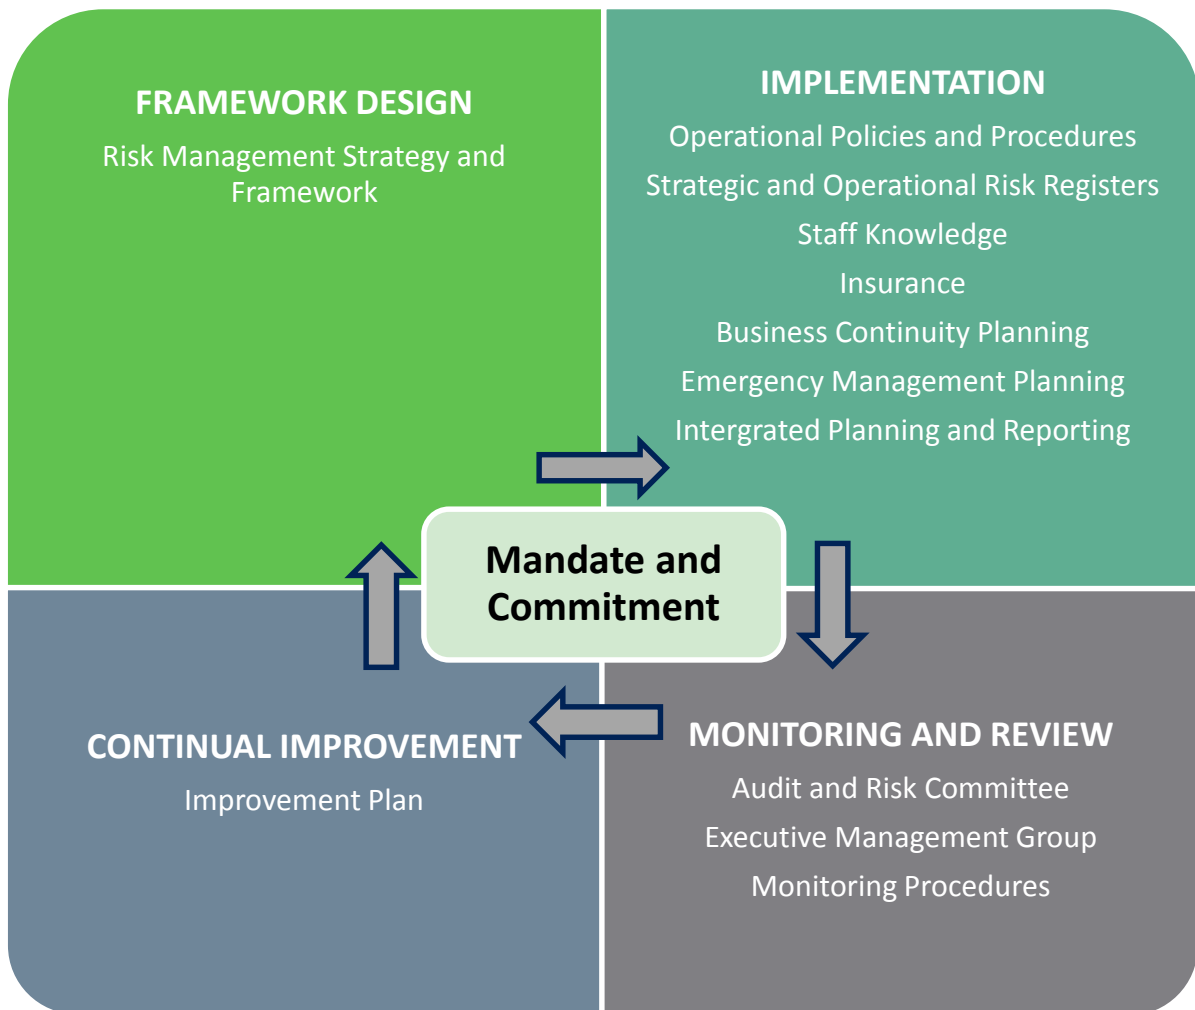 FRAMEWORK DESIGN
Risk Management Strategy and
Framework
IMPLEMENTATION
Operational Policies and Procedures
Strategic and Operational Risk Registers
Staff Knowledge
Insurance
Business Continuity Planning
Emergency Management Planning
Intergrated Planning and Reporting
Mandate and
Commitment
CONTINUAL IMPROVEMENT
Improvement Plan
MONITORING AND REVIEW
Audit and Risk Committee
Executive Management Group
Monitoring Procedures